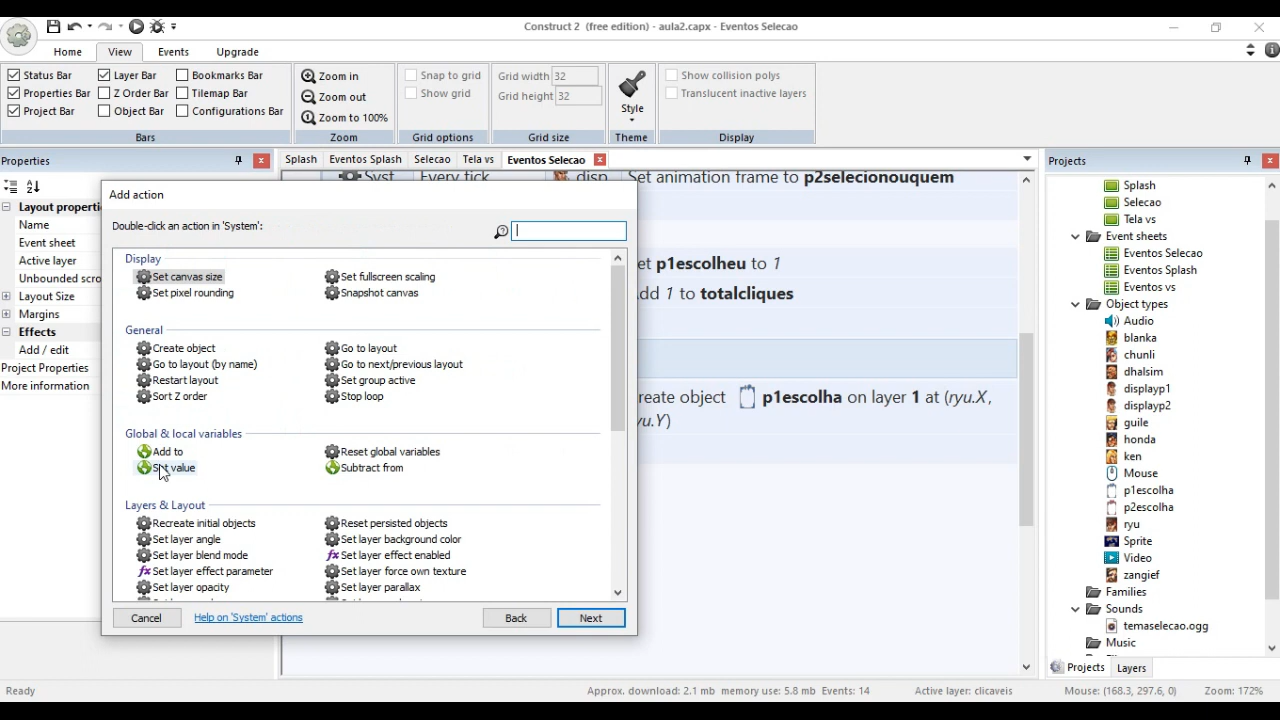 Construct 2 (free edition) - aula2.capx - Eventos Selecao
Home View Events Upgrade
Status Bar Layer Bar Bookmarks Bar
Properties Bar Z Order Bar Tilemap Bar
Project Bar Object Bar Configurations Bar
Bars
Zoom in
Zoom out
Zoom to 100%
Zoom
Snap to grid
Show grid
Grid options
Grid width 32
Grid height 32
Grid size
Style
Theme
Show collision polys
Translucent inactive layers
Display
Properties
Layout properti
Name
Event sheet
Active layer
Unbounded scro
Layout Size
Margins
Effects
Add / edit
Project Properties
More information
Splash Eventos Splash Selecao Tela vs Eventos Selecao
Syst Every tick disp Set animation frame to p2selecionouquem
et p1escolheu to 1
dd 1 to totalcliques
reate object p1escolha on layer 1 at (ryu.X,
yu.Y)
Add action
Double-click an action in 'System':
Display
Set canvas size Set fullscreen scaling
Set pixel rounding Snapshot canvas
General
Create object Go to layout
Go to layout (by name) Go to next/previous layout
Restart layout Set group active
Sort Z order Stop loop
Global & local variables
Add to Reset global variables
Set value Subtract from
Layers & Layout
Recreate initial objects Reset persisted objects
Set layer angle Set layer background color
Set layer blend mode Set layer effect enabled
Set layer effect parameter Set layer force own texture
Set layer opacity Set layer parallax
Cancel Help on 'System' actions Back Next
Projects
Splash
Selecao
Tela vs
Event sheets
Eventos Selecao
Eventos Splash
Eventos vs
Object types
Audio
blanka
chunli
dhalsim
displayp1
displayp2
guile
honda
ken
Mouse
p1escolha
p2escolha
ryu
Sprite
Video
zangief
Families
Sounds
temaselecao.ogg
Music
Projects Layers
Ready Approx. download: 2.1 mb memory use: 5.8 mb Events: 14 Active layer: clicaveis Mouse: (168.3, 297.6, 0) Zoom: 172%